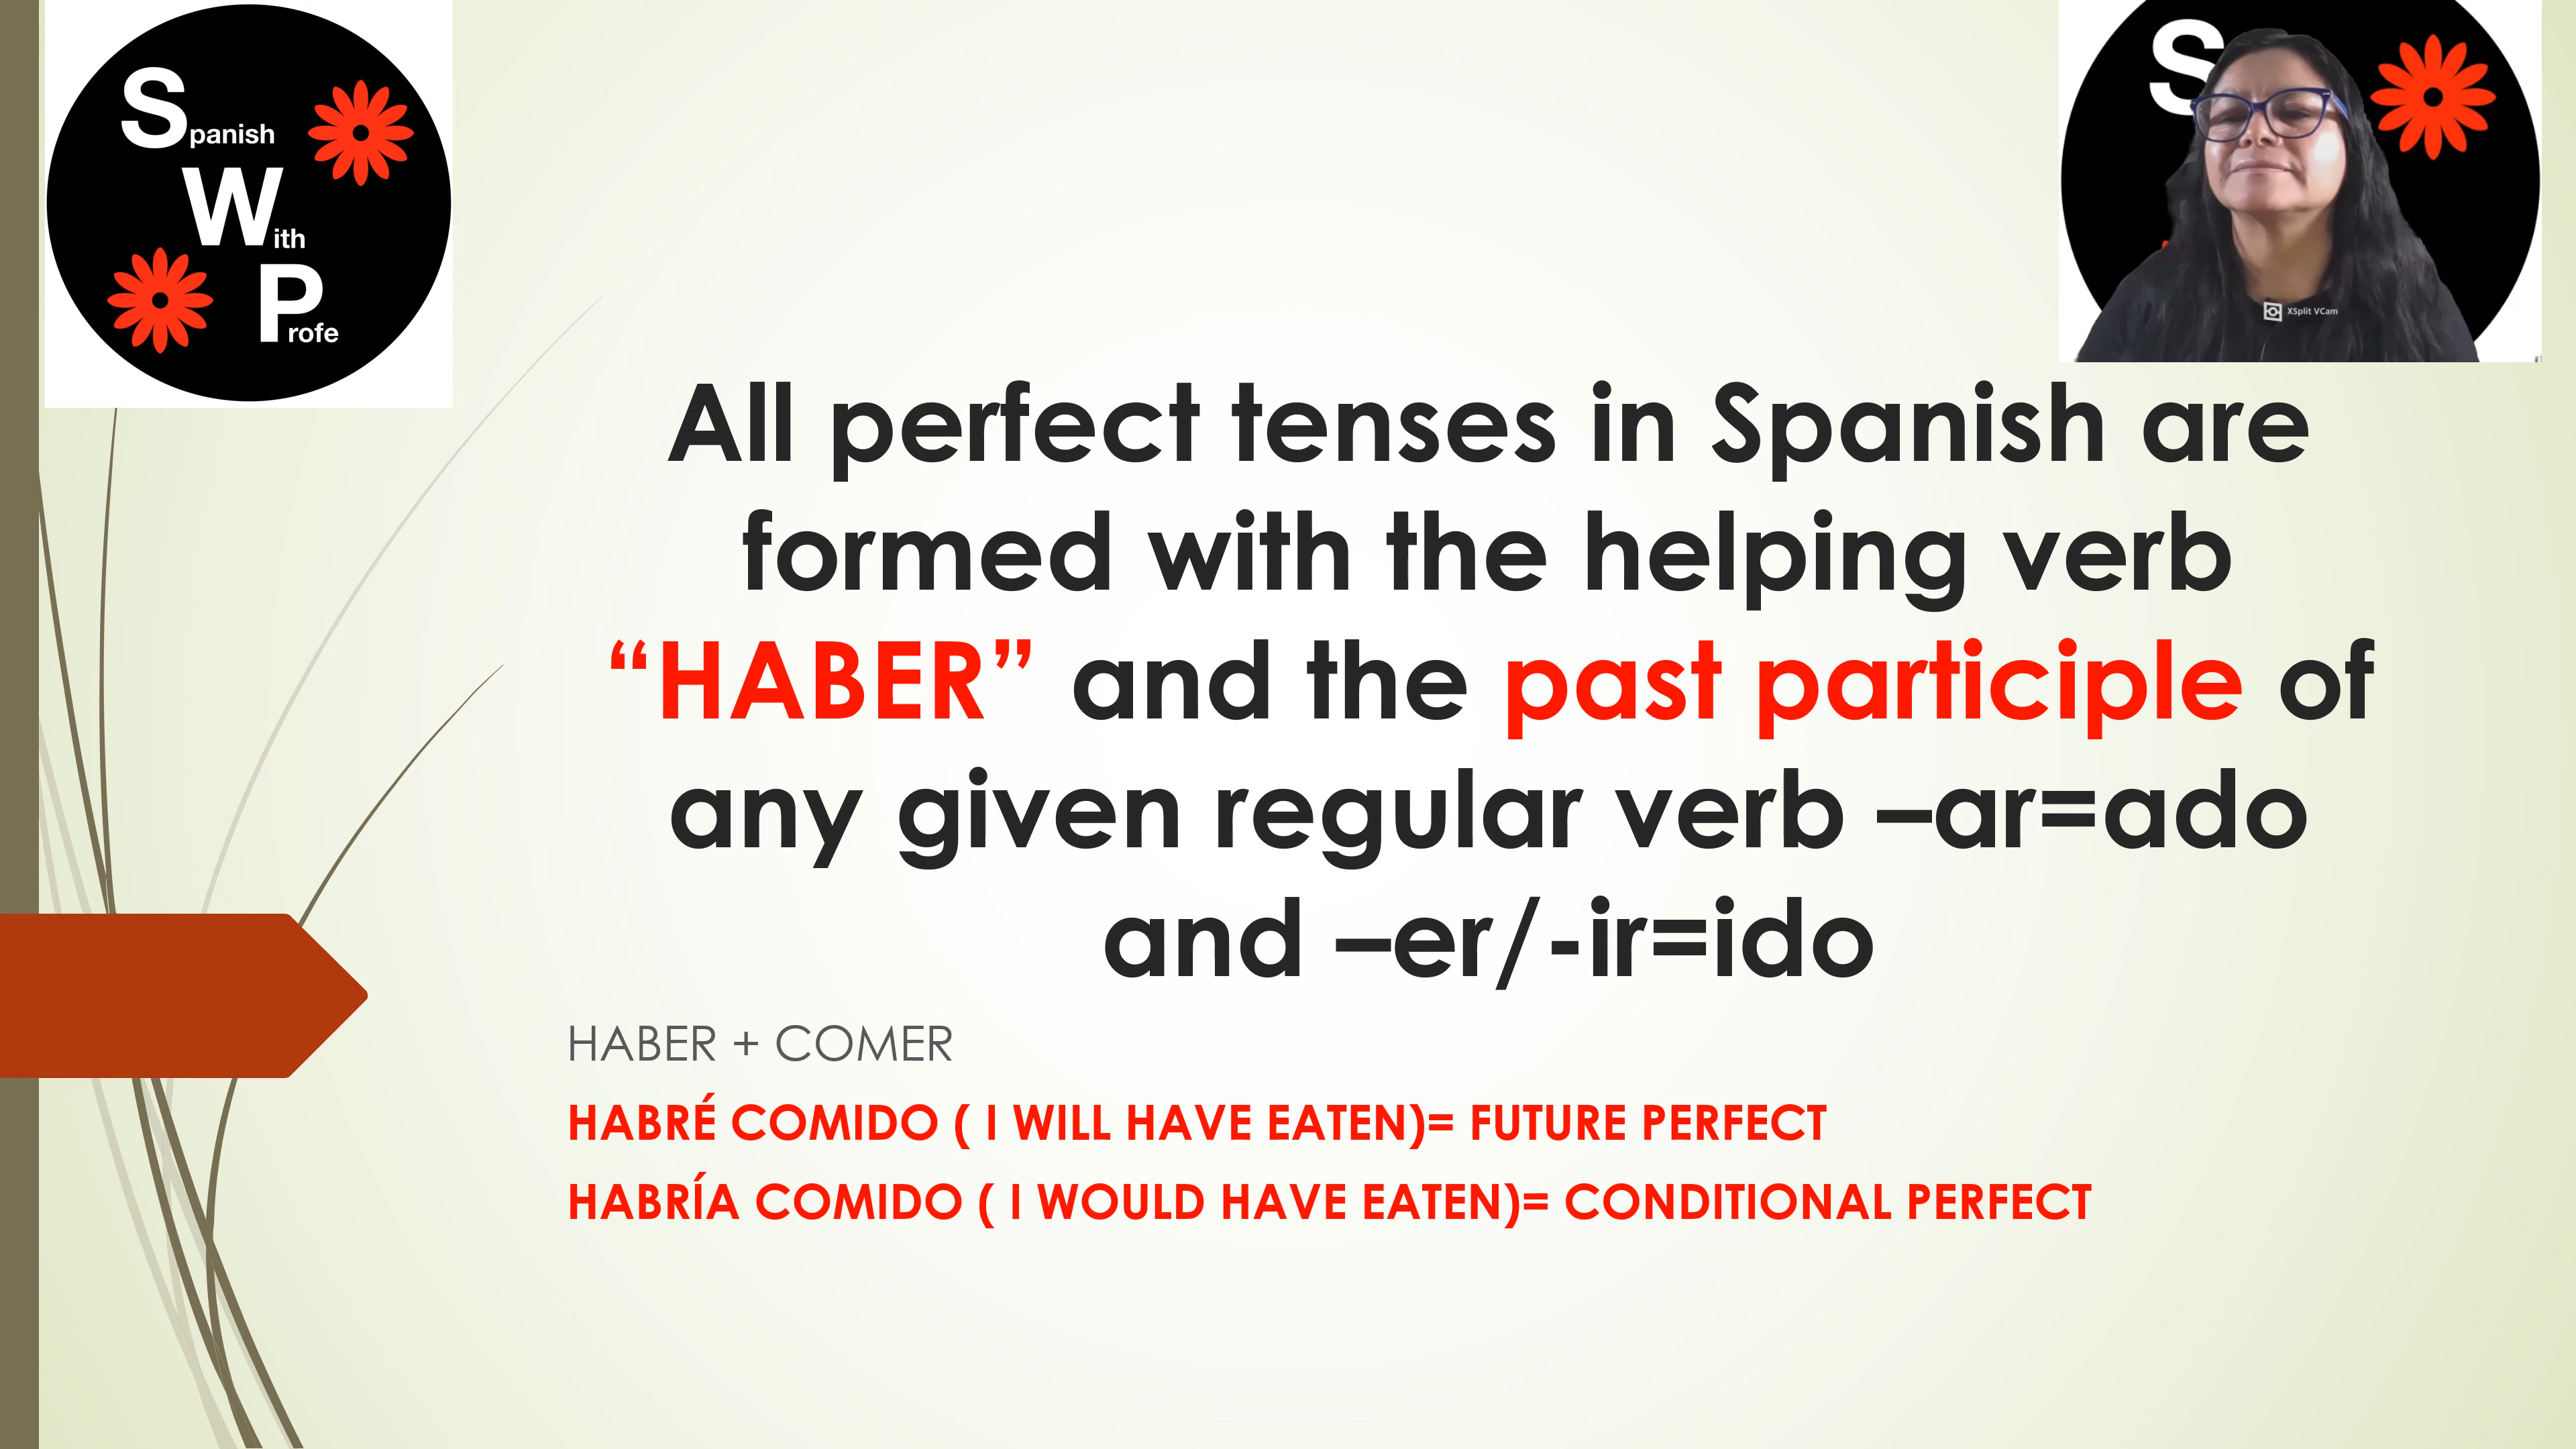 Spanish
With
Profe
S
XSplit VCam
All perfect tenses in Spanish are
formed with the helping verb
“HABER” and the past participle of
any given regular verb –ar=ado
and –er/-ir=ido
HABER + COMER
HABRÉ COMIDO ( I WILL HAVE EATEN)= FUTURE PERFECT
HABRÍA COMIDO ( I WOULD HAVE EATEN)= CONDITIONAL PERFECT